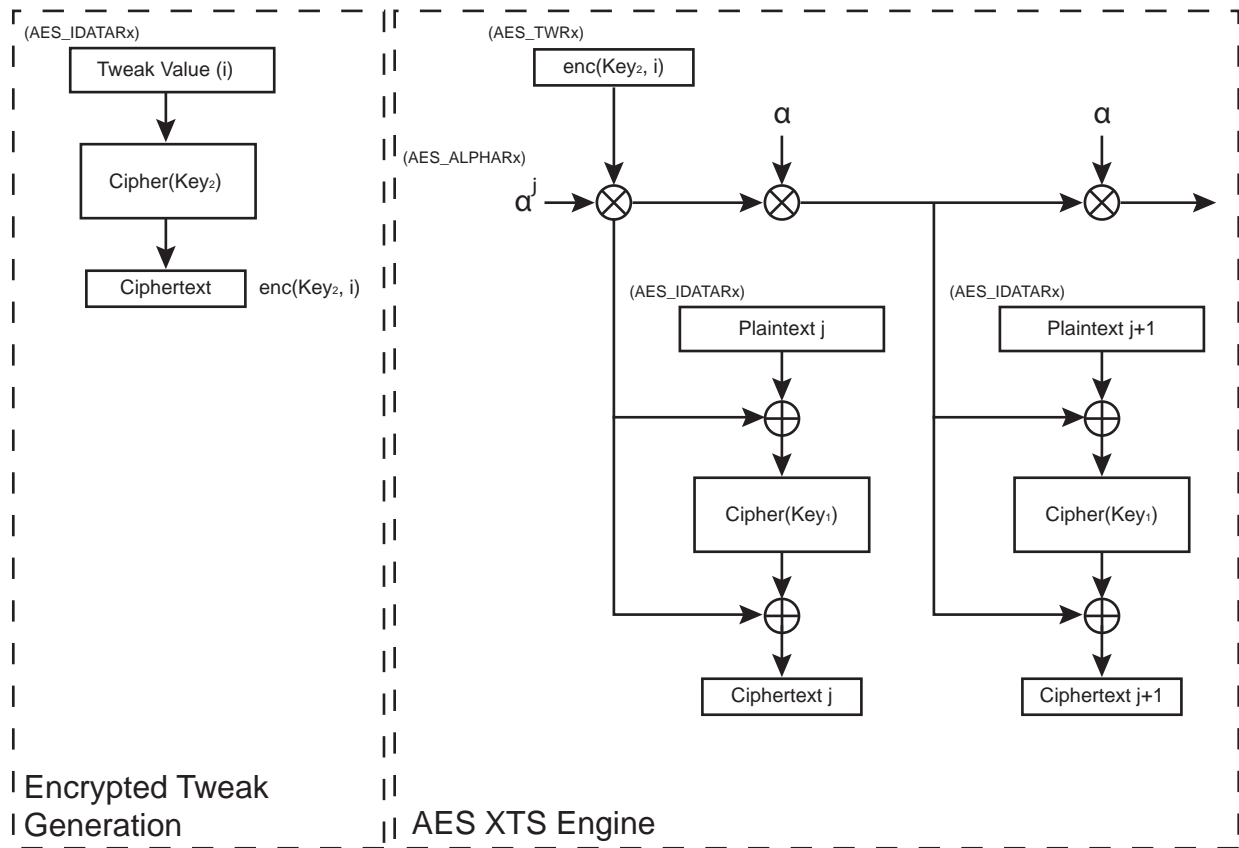 (AES_IDATARx)
Tweak Value (i)
Cipher(Key₂)
Ciphertext
enc(Key₂, i)
Encrypted Tweak
Generation
(AES_TWRx)
enc(Key₂, i)
α
α
(AES_ALPHARx)
αʲ
(AES_IDATARx)
(AES_IDATARx)
Plaintext j
Plaintext j+1
Cipher(Key₁)
Cipher(Key₁)
Ciphertext j
Ciphertext j+1
AES XTS Engine